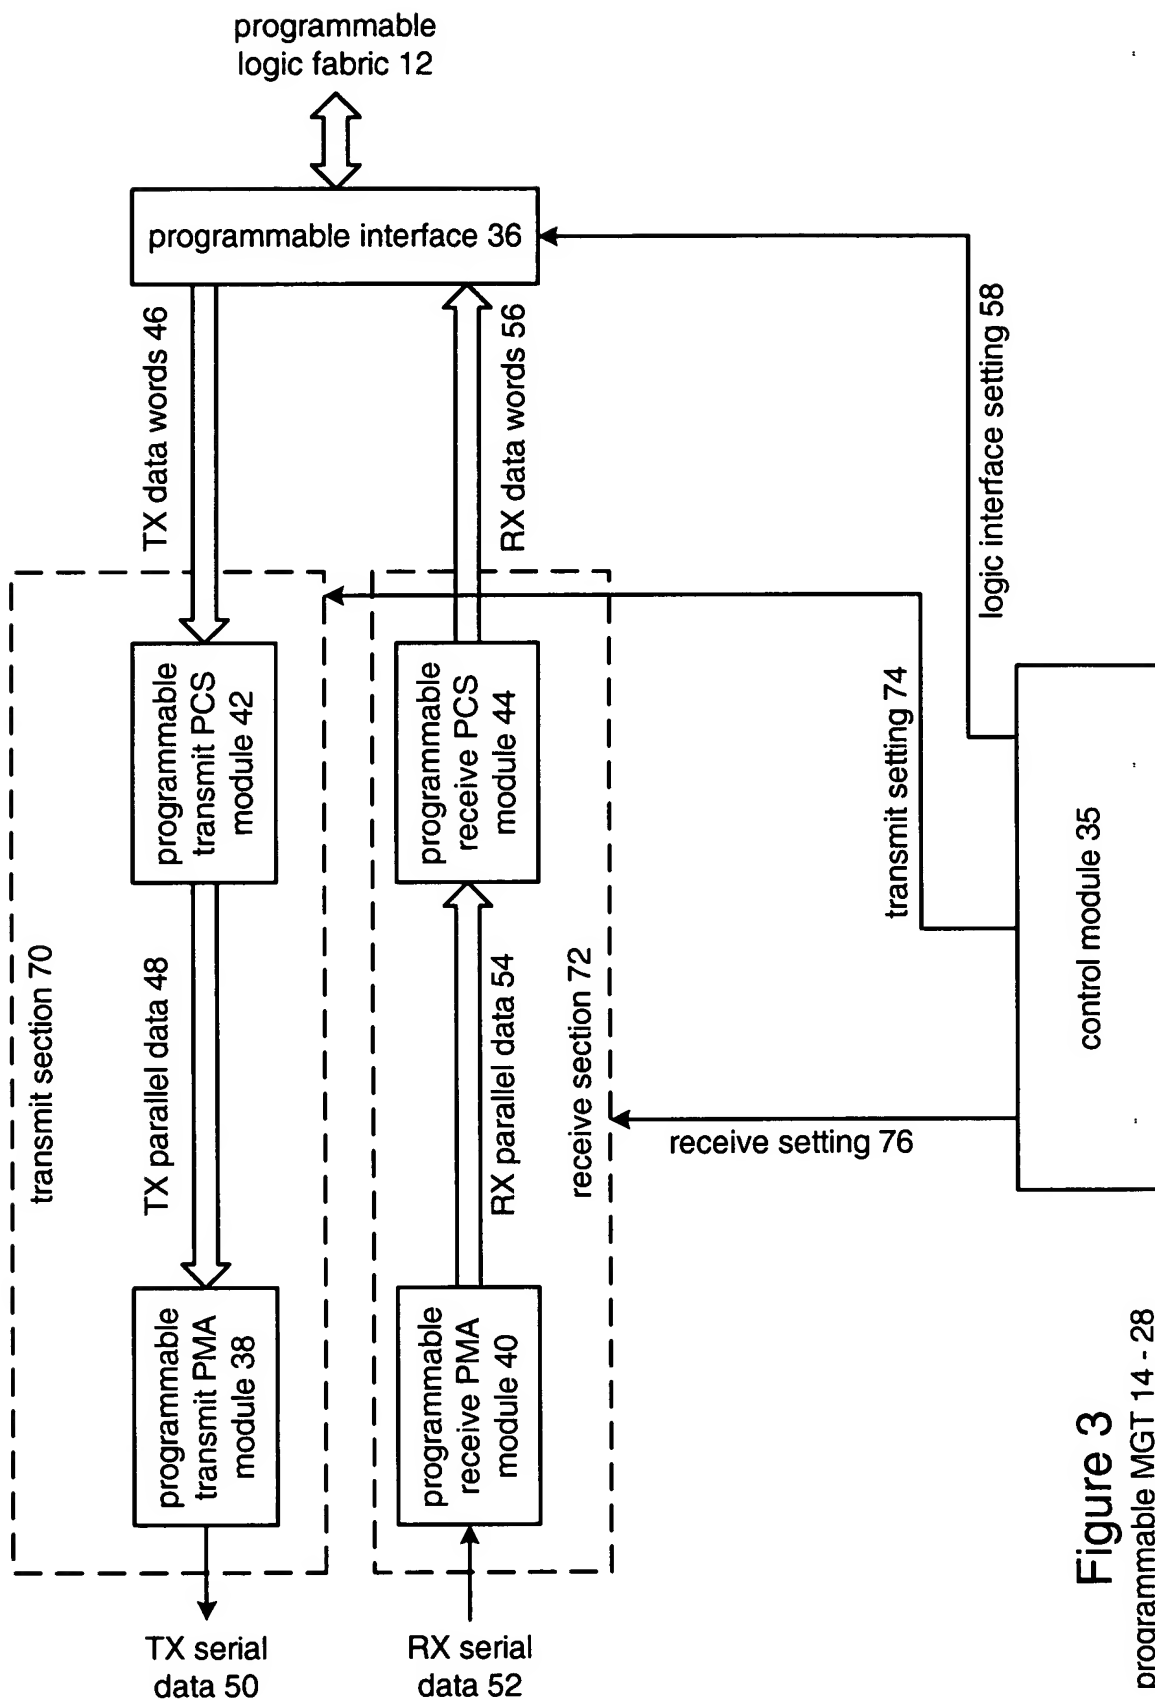 programmable
logic fabric 12
programmable interface 36
TX data words 46
RX data words 56
logic interface setting 58
transmit section 70
programmable
transmit PCS
module 42
programmable
receive PCS
module 44
transmit setting 74
TX parallel data 48
RX parallel data 54
receive section 72
receive setting 76
control module 35
programmable
transmit PMA
module 38
programmable
receive PMA
module 40
TX serial
data 50
RX serial
data 52
Figure 3
programmable MGT 14 - 28